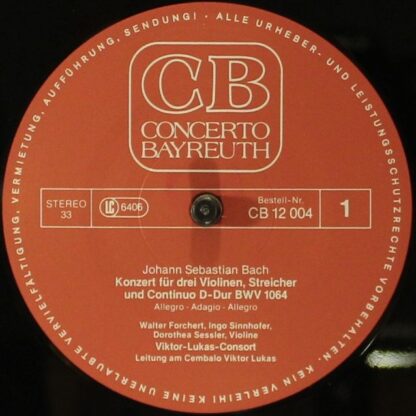 KEINE UNERLAUBTE VERVIELFÄLTIGUNG, VERMIETUNG, AUFFÜHRUNG, SENDUNG! · ALLE URHEBER- UND LEISTUNGSSCHUTZRECHTE VORBEHALTEN. · KEIN VERLEIH!
CB
CONCERTO
BAYREUTH
STEREO
33
LC 6406
Bestell-Nr.
CB 12 004
1
Johann Sebastian Bach
Konzert für drei Violinen, Streicher
und Continuo D-Dur BWV 1064
Allegro - Adagio - Allegro
Walter Forchert, Ingo Sinnhofer,
Dorothea Sessler, Violine
Viktor-Lukas-Consort
Leitung am Cembalo Viktor Lukas